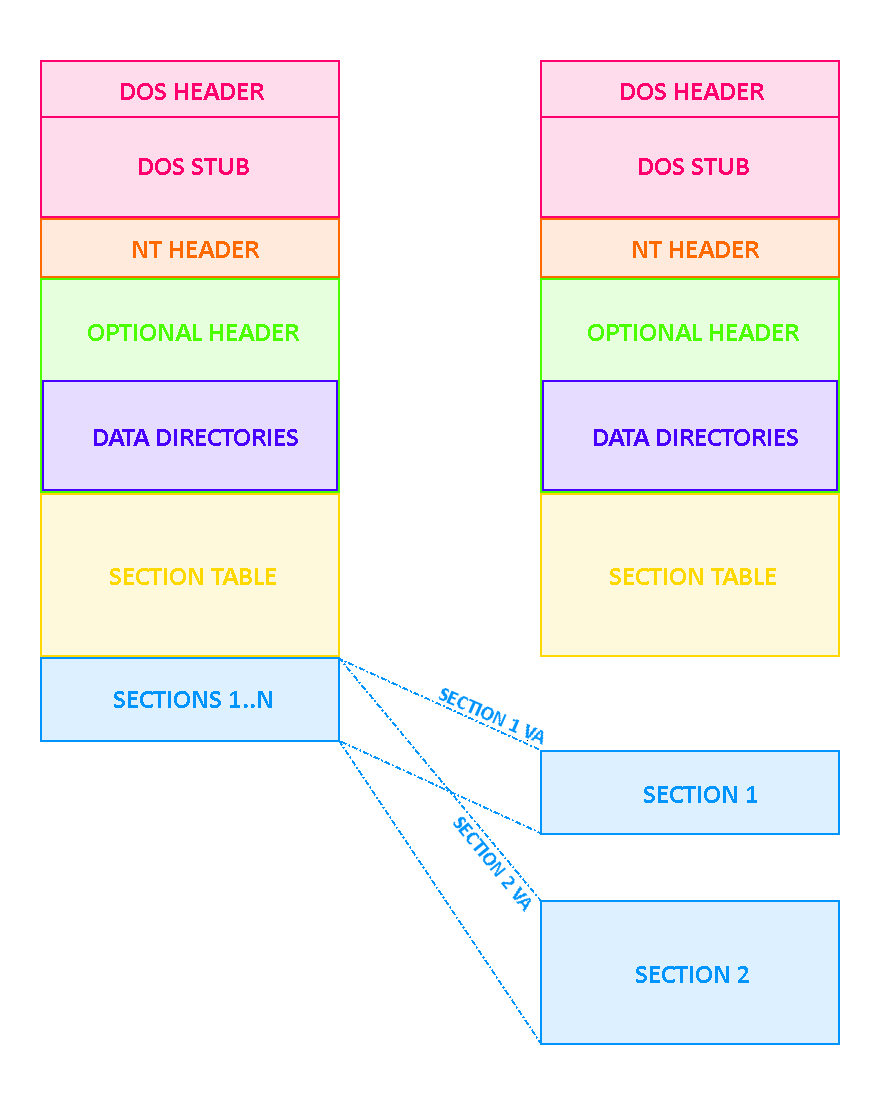 DOS HEADER
DOS STUB
NT HEADER
OPTIONAL HEADER
DATA DIRECTORIES
SECTION TABLE
SECTIONS 1..N
DOS HEADER
DOS STUB
NT HEADER
OPTIONAL HEADER
DATA DIRECTORIES
SECTION TABLE
SECTION 1 VA
SECTION 1
SECTION 2 VA
SECTION 2